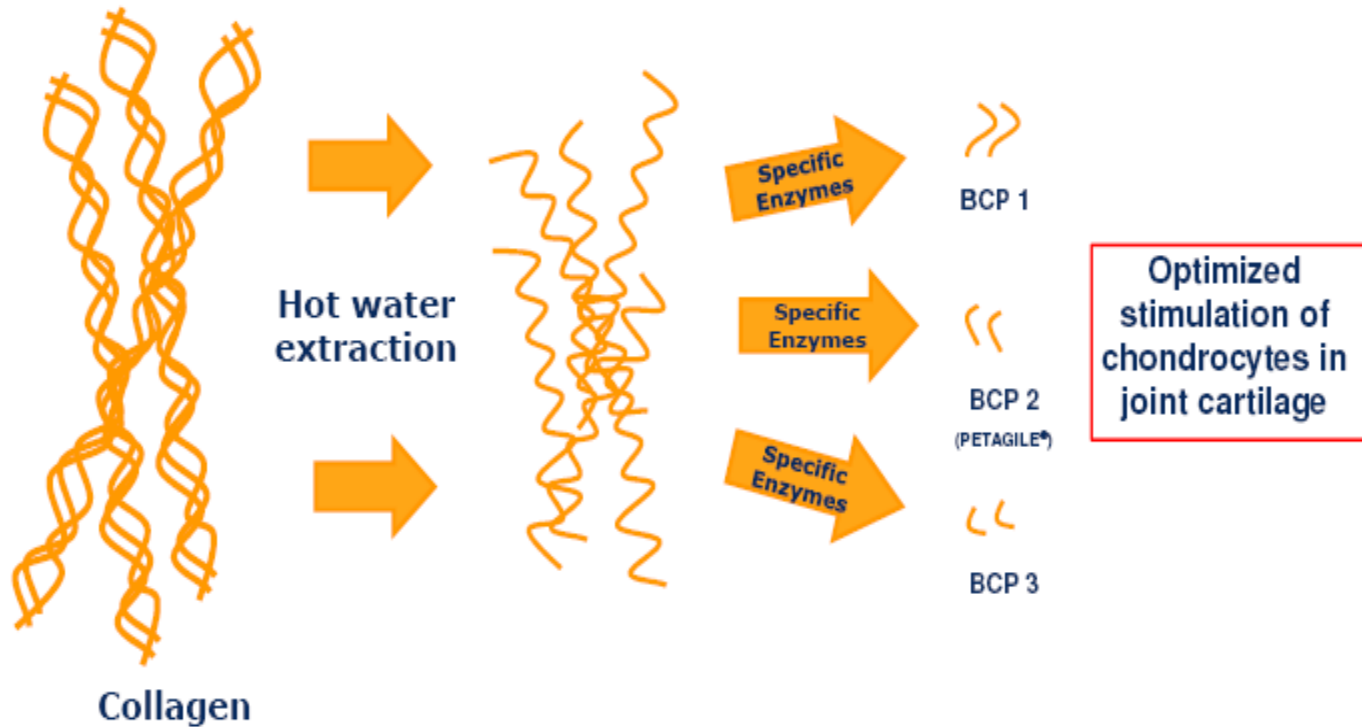 Collagen
Hot water
extraction
Specific
Enzymes
BCP 1
Specific
Enzymes
BCP 2
(PETAGILE®)
Specific
Enzymes
BCP 3
Optimized
stimulation of
chondrocytes in
joint cartilage